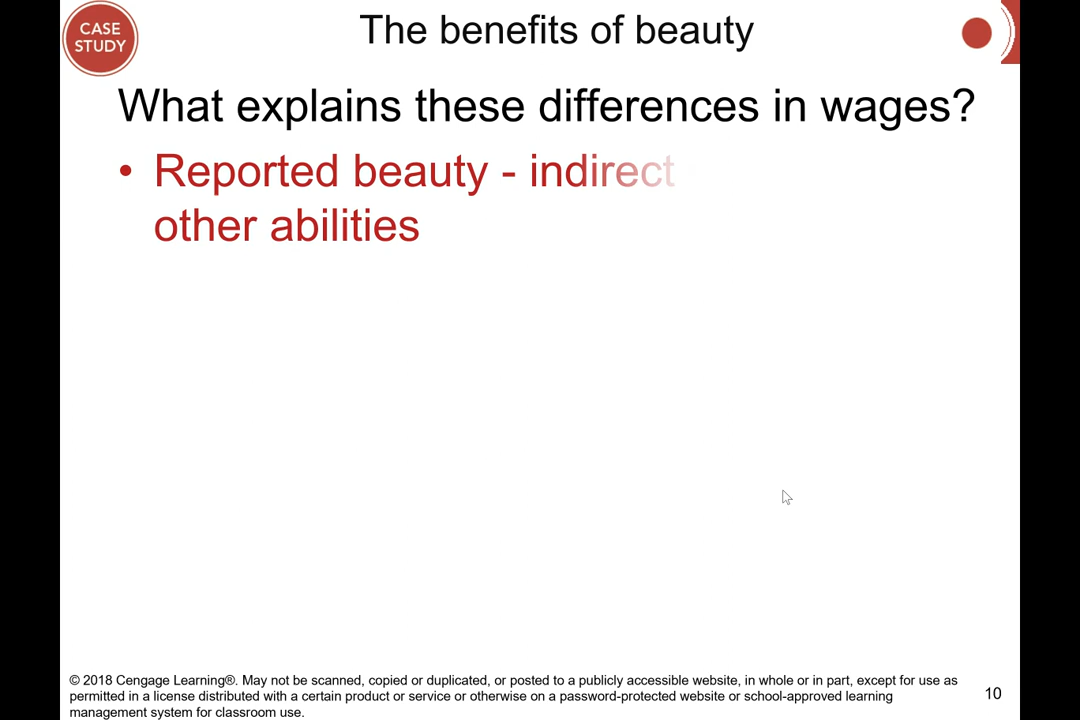 CASE
STUDY
The benefits of beauty
What explains these differences in wages?
• Reported beauty - indirect
other abilities
© 2018 Cengage Learning®. May not be scanned, copied or duplicated, or posted to a publicly accessible website, in whole or in part, except for use as
permitted in a license distributed with a certain product or service or otherwise on a password-protected website or school-approved learning
management system for classroom use.
10